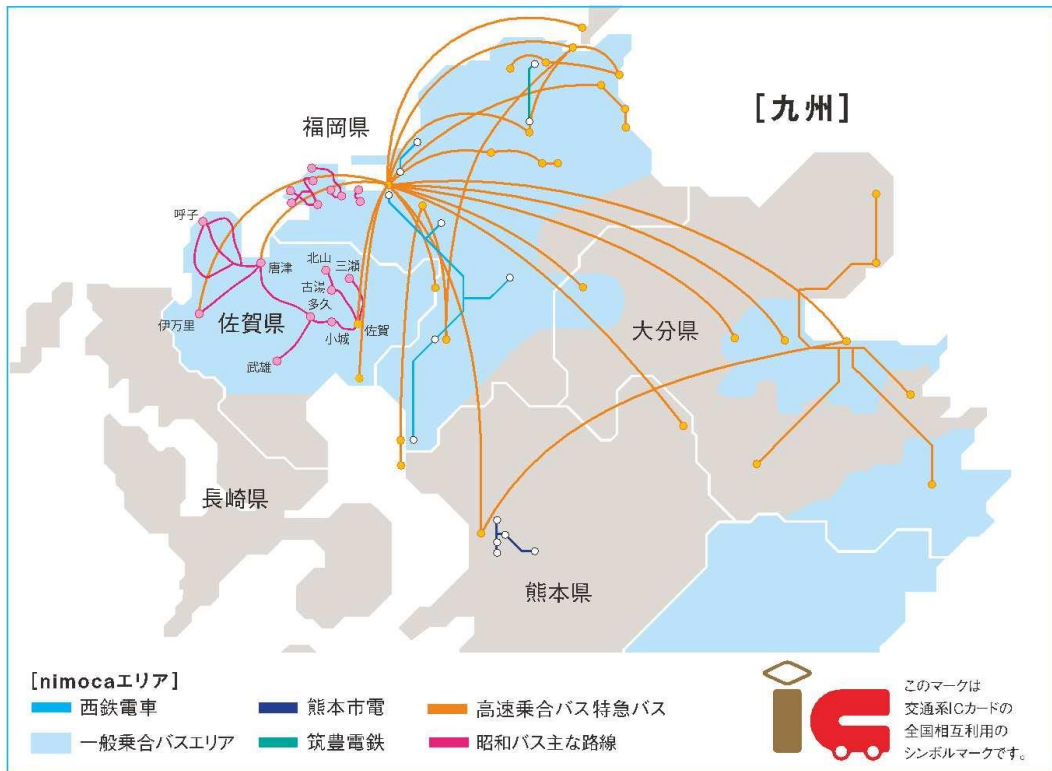 [九州]
福岡県
呼子
唐津
北山
三瀬
古湯
多久
伊万里
佐賀県
小城
佐賀
武雄
大分県
長崎県
熊本県
[nimocaエリア]
西鉄電車
熊本市電
高速乗合バス特急バス
一般乗合バスエリア
筑豊電鉄
昭和バス主な路線
このマークは
交通系ICカードの
全国相互利用の
シンボルマークです。